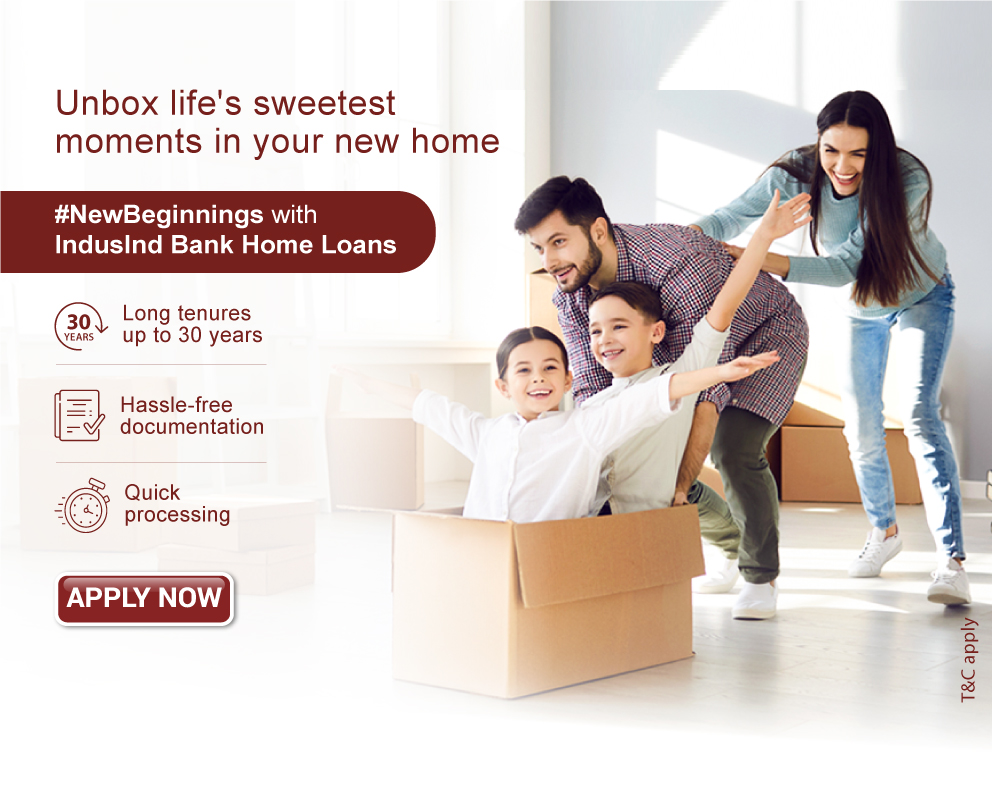 Unbox life's sweetest
moments in your new home
#NewBeginnings with
IndusInd Bank Home Loans
30
YEARS
Long tenures
up to 30 years
Hassle-free
documentation
Quick
processing
APPLY NOW
T&C apply